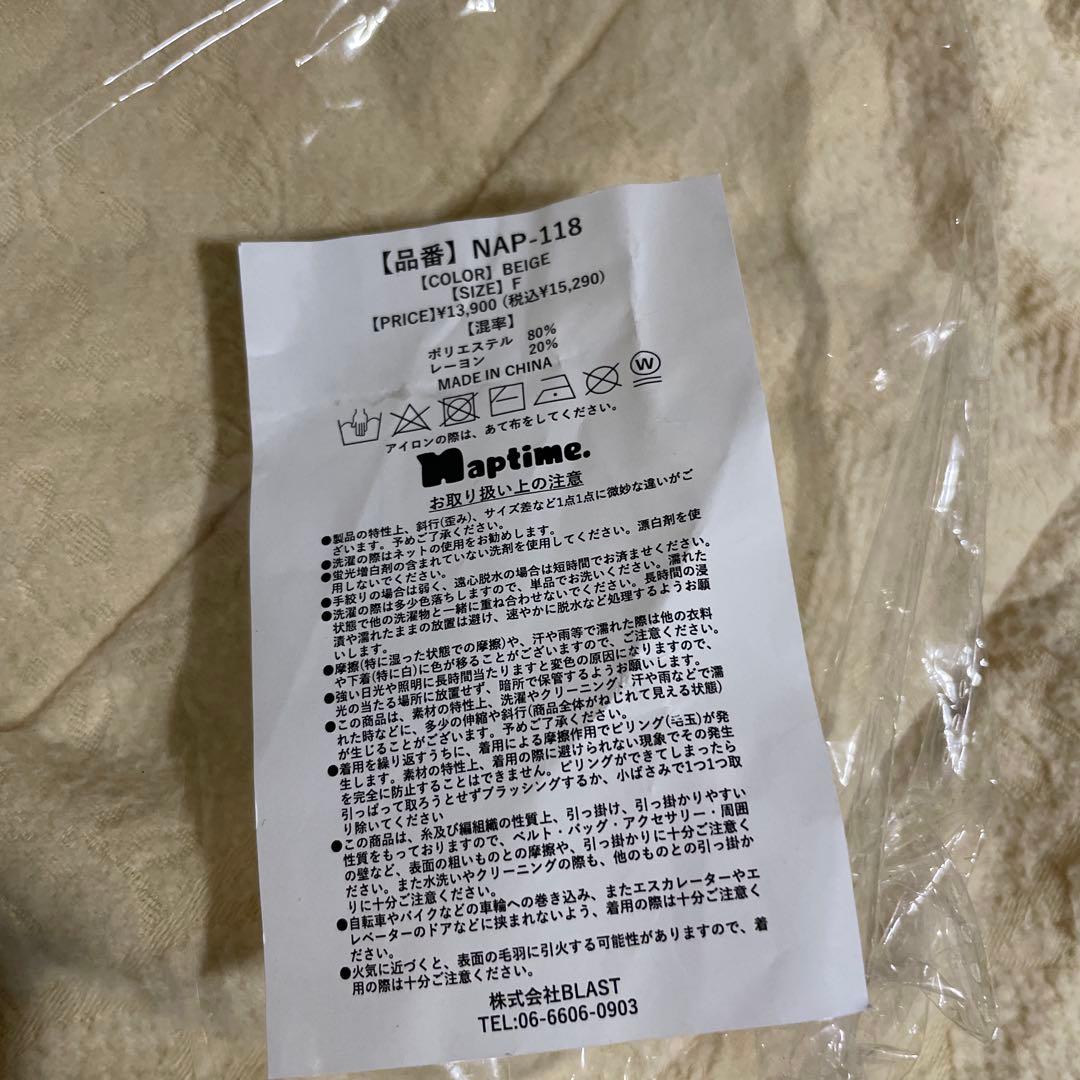 【品番】NAP-118
【COLOR】BEIGE
【SIZE】F
【PRICE】¥13,900 (税込¥15,290)
【混率】
ポリエステル 80%
レーヨン 20%
MADE IN CHINA
W
アイロンの際は、あて布をしてください。
Naptime.
お取り扱い上の注意
●製品の特性上、斜行(歪み)、サイズ差など1点1点に微妙な違いがご
ざいます。予めご了承ください。
●洗濯の際はネットの使用をお勧めします。
●蛍光増白剤の含まれていない洗剤を使用してください。漂白剤を使
用しないでください。
●手絞りの場合は弱く、遠心脱水の場合は短時間でお済ませください。
●洗濯の際は多少色落ちしますので、単品でお洗いください。濡れた
状態で他の洗濯物と一緒に重ね合わせないでください。長時間の浸
漬や濡れたままの放置は避け、速やかに脱水など処理するようお願
いします。
●摩擦(特に湿った状態での摩擦)や、汗や雨等で濡れた際は他の衣料
や下着(特に白)に色が移ることがございますので、ご注意ください。
●強い日光や照明に長時間当たりますと変色の原因になりますので、
光の当たる場所に放置せず、暗所で保管するようお願いします。
●この商品は、素材の特性上、洗濯やクリーニング、汗や雨などで濡
れた時などに、多少の伸縮や斜行(商品全体がねじれて見える状態)
が生じることがございます。予めご了承ください。
●着用を繰り返すうちに、着用による摩擦作用でピリング(毛玉)が発
生します。素材の特性上、着用の際に避けられない現象でその発生
を完全に防止することはできません。ピリングができてしまったら
引っぱって取ろうとせずブラッシングするか、小ばさみで1つ1つ取
り除いてください
●この商品は、糸及び編組織の性質上、引っ掛け、引っ掛かりやすい
性質をもっておりますので、ベルト・バッグ・アクセサリー・周囲
の壁など、表面の粗いものとの摩擦や、引っ掛かりに十分ご注意く
ださい。また水洗いやクリーニングの際も、他のものとの引っ掛か
りに十分ご注意ください。
●自転車やバイクなどの車輪への巻き込み、またエスカレーターやエ
レベーターのドアなどに挟まれないよう、着用の際は十分ご注意く
ださい。
●火気に近づくと、表面の毛羽に引火する可能性がありますので、着
用の際は十分ご注意ください。
株式会社BLAST
TEL:06-6606-0903